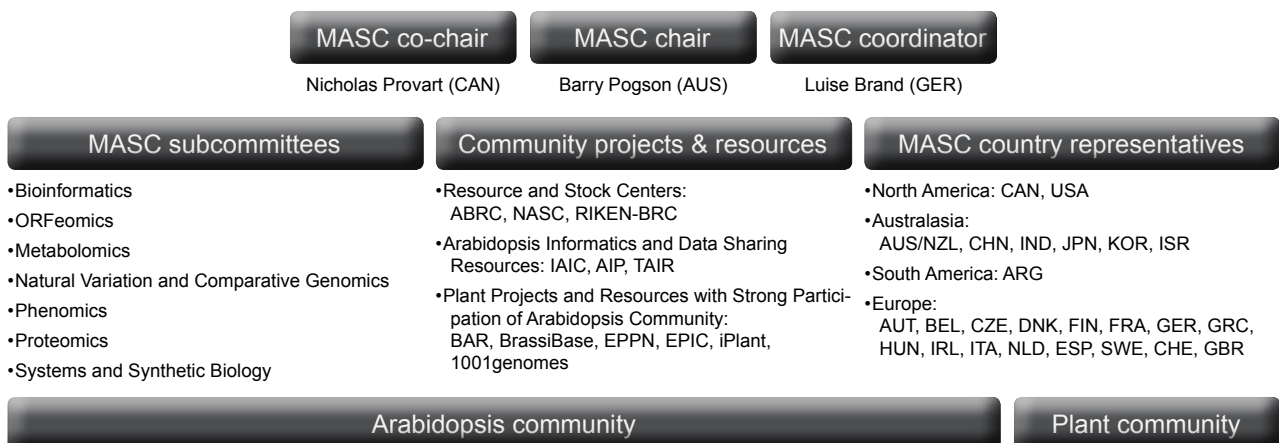 MASC co-chair
MASC chair
MASC coordinator
Nicholas Provart (CAN)
Barry Pogson (AUS)
Luise Brand (GER)
MASC subcommittees
•Bioinformatics
•ORFeomics
•Metabolomics
•Natural Variation and Comparative Genomics
•Phenomics
•Proteomics
•Systems and Synthetic Biology
Community projects & resources
•Resource and Stock Centers:
ABRC, NASC, RIKEN-BRC
•Arabidopsis Informatics and Data Sharing
Resources: IAIC, AIP, TAIR
•Plant Projects and Resources with Strong Partici-
pation of Arabidopsis Community:
BAR, BrassiBase, EPPN, EPIC, iPlant,
1001genomes
MASC country representatives
•North America: CAN, USA
•Australasia:
AUS/NZL, CHN, IND, JPN, KOR, ISR
•South America: ARG
•Europe:
AUT, BEL, CZE, DNK, FIN, FRA, GER, GRC,
HUN, IRL, ITA, NLD, ESP, SWE, CHE, GBR
Arabidopsis community
Plant community